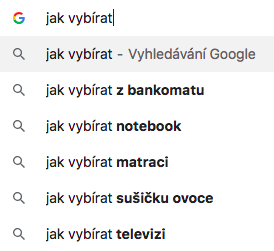 jak vybírat
jak vybírat - Vyhledávání Google
jak vybírat z bankomatu
jak vybírat notebook
jak vybírat matraci
jak vybírat sušičku ovoce
jak vybírat televizi